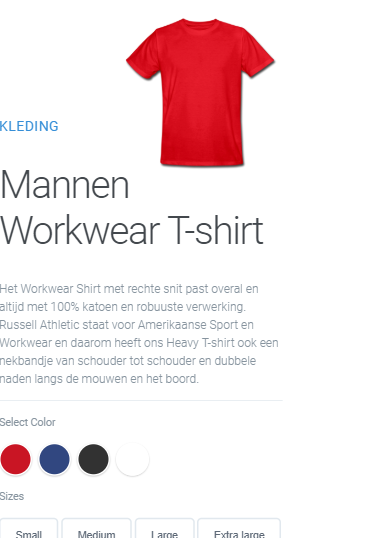 KLEDING
Mannen
Workwear T-shirt
Het Workwear Shirt met rechte snit past overal en
altijd met 100% katoen en robuuste verwerking.
Russell Athletic staat voor Amerikaanse Sport en
Workwear en daarom heeft ons Heavy T-shirt ook een
nekbandje van schouder tot schouder en dubbele
naden langs de mouwen en het boord.
Select Color
Sizes
Small Medium Large Extra large